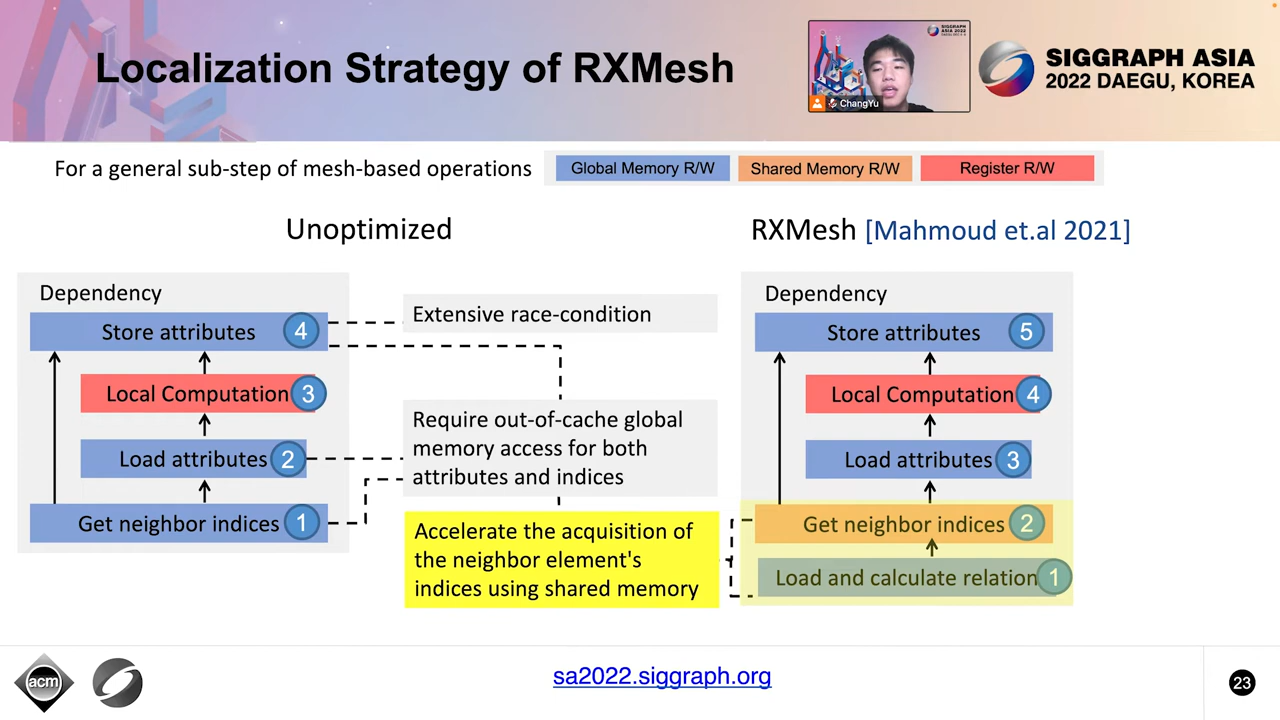 Localization Strategy of RXMesh
SIGGRAPH
ASIA 2022
ChangYu
SIGGRAPH ASIA
2022 DAEGU, KOREA
For a general sub-step of mesh-based operations
Global Memory R/W
Shared Memory R/W
Register R/W
Unoptimized
Dependency
Store attributes 4
Local Computation 3
Load attributes 2
Get neighbor indices 1
Extensive race-condition
Require out-of-cache global
memory access for both
attributes and indices
Accelerate the acquisition of
the neighbor element's
indices using shared memory
RXMesh [Mahmoud et.al 2021]
Dependency
Store attributes 5
Local Computation 4
Load attributes 3
Get neighbor indices 2
Load and calculate relation 1
acm
sa2022.siggraph.org
23